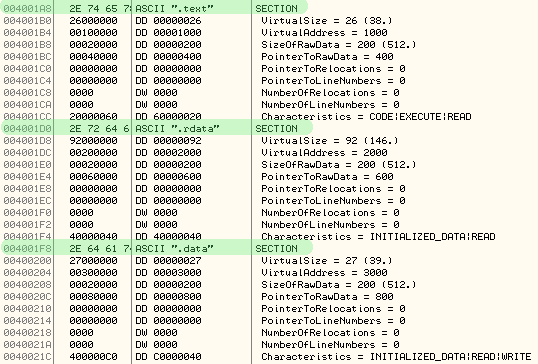 004001A8 2E 74 65 78 ASCII ".text" SECTION
004001B0 26000000 DD 00000026 VirtualSize = 26 (38.)
004001B4 00100000 DD 00001000 VirtualAddress = 1000
004001B8 00020000 DD 00000200 SizeOfRawData = 200 (512.)
004001BC 00040000 DD 00000400 PointerToRawData = 400
004001C0 00000000 DD 00000000 PointerToRelocations = 0
004001C4 00000000 DD 00000000 PointerToLineNumbers = 0
004001C8 0000 DW 0000 NumberOfRelocations = 0
004001CA 0000 DW 0000 NumberOfLineNumbers = 0
004001CC 20000060 DD 60000020 Characteristics = CODE|EXECUTE|READ
004001D0 2E 72 64 6 ASCII ".rdata" SECTION
004001D8 92000000 DD 00000092 VirtualSize = 92 (146.)
004001DC 00200000 DD 00002000 VirtualAddress = 2000
004001E0 00020000 DD 00000200 SizeOfRawData = 200 (512.)
004001E4 00060000 DD 00000600 PointerToRawData = 600
004001E8 00000000 DD 00000000 PointerToRelocations = 0
004001EC 00000000 DD 00000000 PointerToLineNumbers = 0
004001F0 0000 DW 0000 NumberOfRelocations = 0
004001F2 0000 DW 0000 NumberOfLineNumbers = 0
004001F4 40000040 DD 40000040 Characteristics = INITIALIZED_DATA|READ
004001F8 2E 64 61 74 ASCII ".data" SECTION
00400200 27000000 DD 00000027 VirtualSize = 27 (39.)
00400204 00300000 DD 00003000 VirtualAddress = 3000
00400208 00020000 DD 00000200 SizeOfRawData = 200 (512.)
0040020C 00080000 DD 00000800 PointerToRawData = 800
00400210 00000000 DD 00000000 PointerToRelocations = 0
00400214 00000000 DD 00000000 PointerToLineNumbers = 0
00400218 0000 DW 0000 NumberOfRelocations = 0
0040021A 0000 DW 0000 NumberOfLineNumbers = 0
0040021C 400000C0 DD C0000040 Characteristics = INITIALIZED_DATA|READ|WRITE